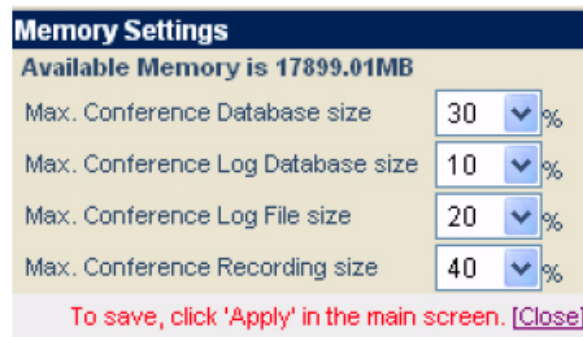 Memory Settings
Available Memory is 17899.01MB
Max. Conference Database size 30 %
Max. Conference Log Database size 10 %
Max. Conference Log File size 20 %
Max. Conference Recording size 40 %
To save, click 'Apply' in the main screen. [Close]